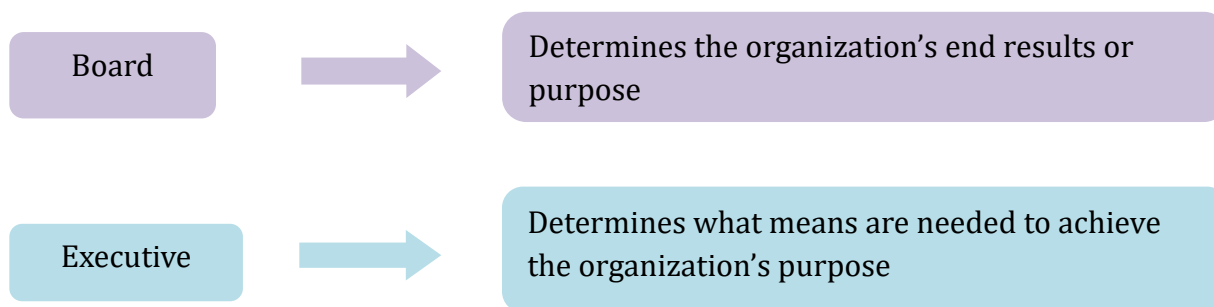 Board
Determines the organization’s end results or
purpose
Executive
Determines what means are needed to achieve
the organization’s purpose